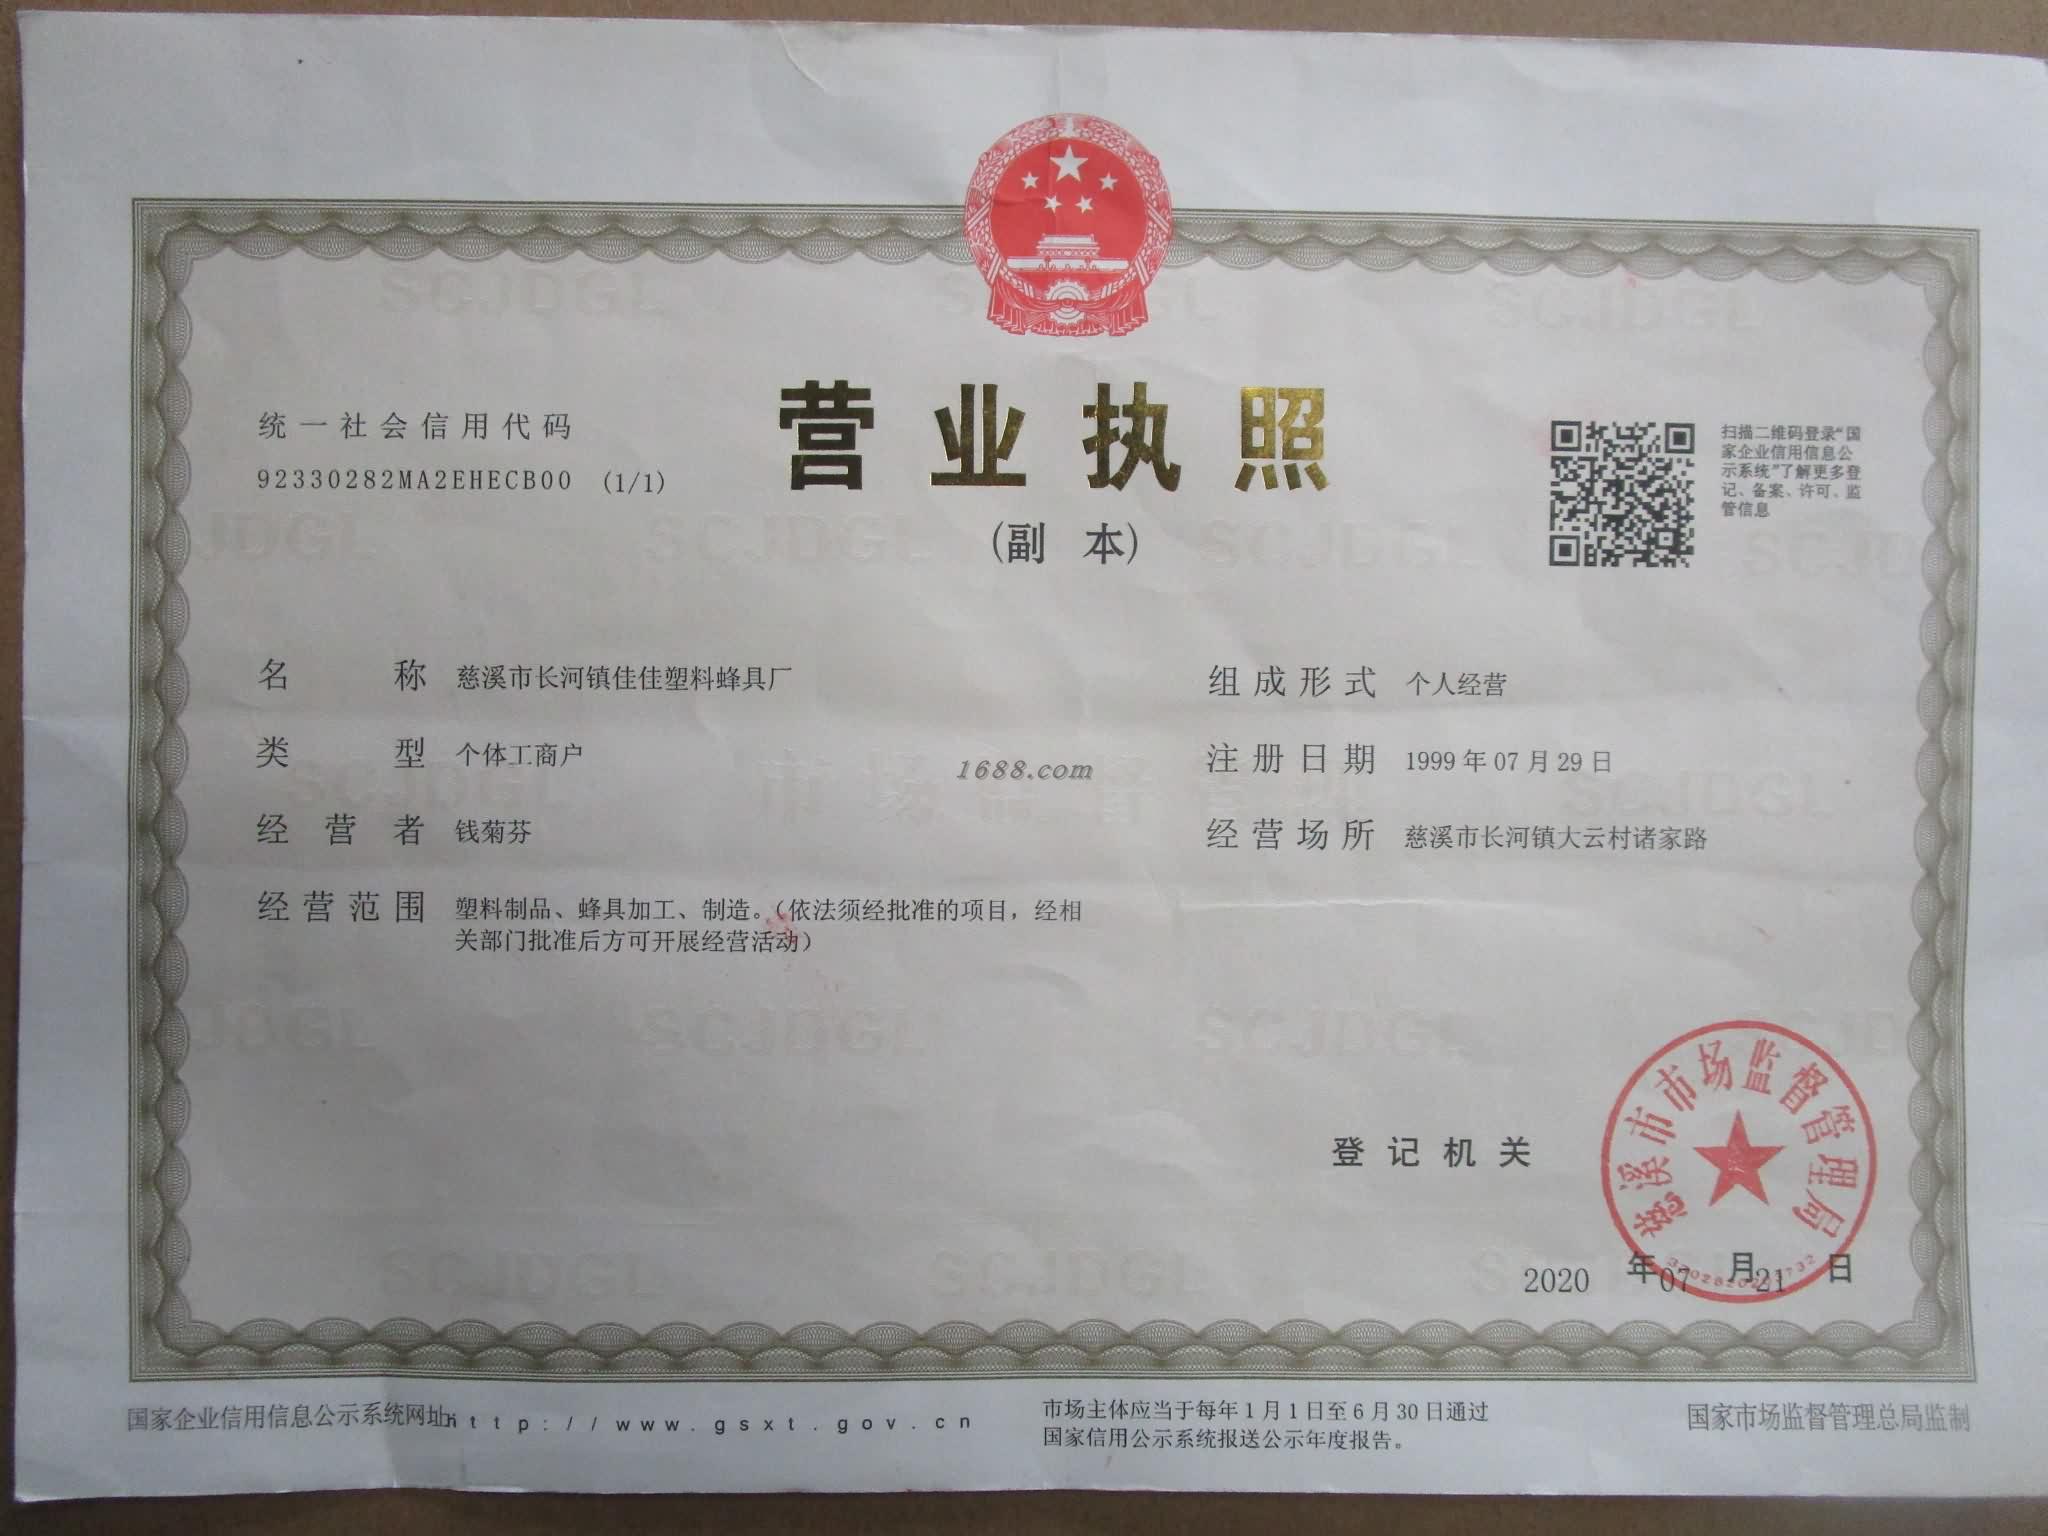 统一社会信用代码
92330282MA2EHECB00 (1/1)
营业执照
(副 本)
扫描二维码登录“国
家企业信用信息公
示系统”了解更多登
记、备案、许可、监
管信息
名 称 慈溪市长河镇佳佳塑料蜂具厂
类 型 个体工商户
经 营 者 钱菊芬
经营范围 塑料制品、蜂具加工、制造。（依法须经批准的项目，经相
关部门批准后方可开展经营活动）
组成形式 个人经营
注册日期 1999年07月29日
经营场所 慈溪市长河镇大云村诸家路
1688.com
SCJDGL
市场监督管理
登记机关
慈溪市市场监督管理局
2020 年07 月21 日
国家企业信用信息公示系统网址:http://www.gsxt.gov.cn
市场主体应当于每年1月1日至6月30日通过
国家信用公示系统报送公示年度报告。
国家市场监督管理总局监制